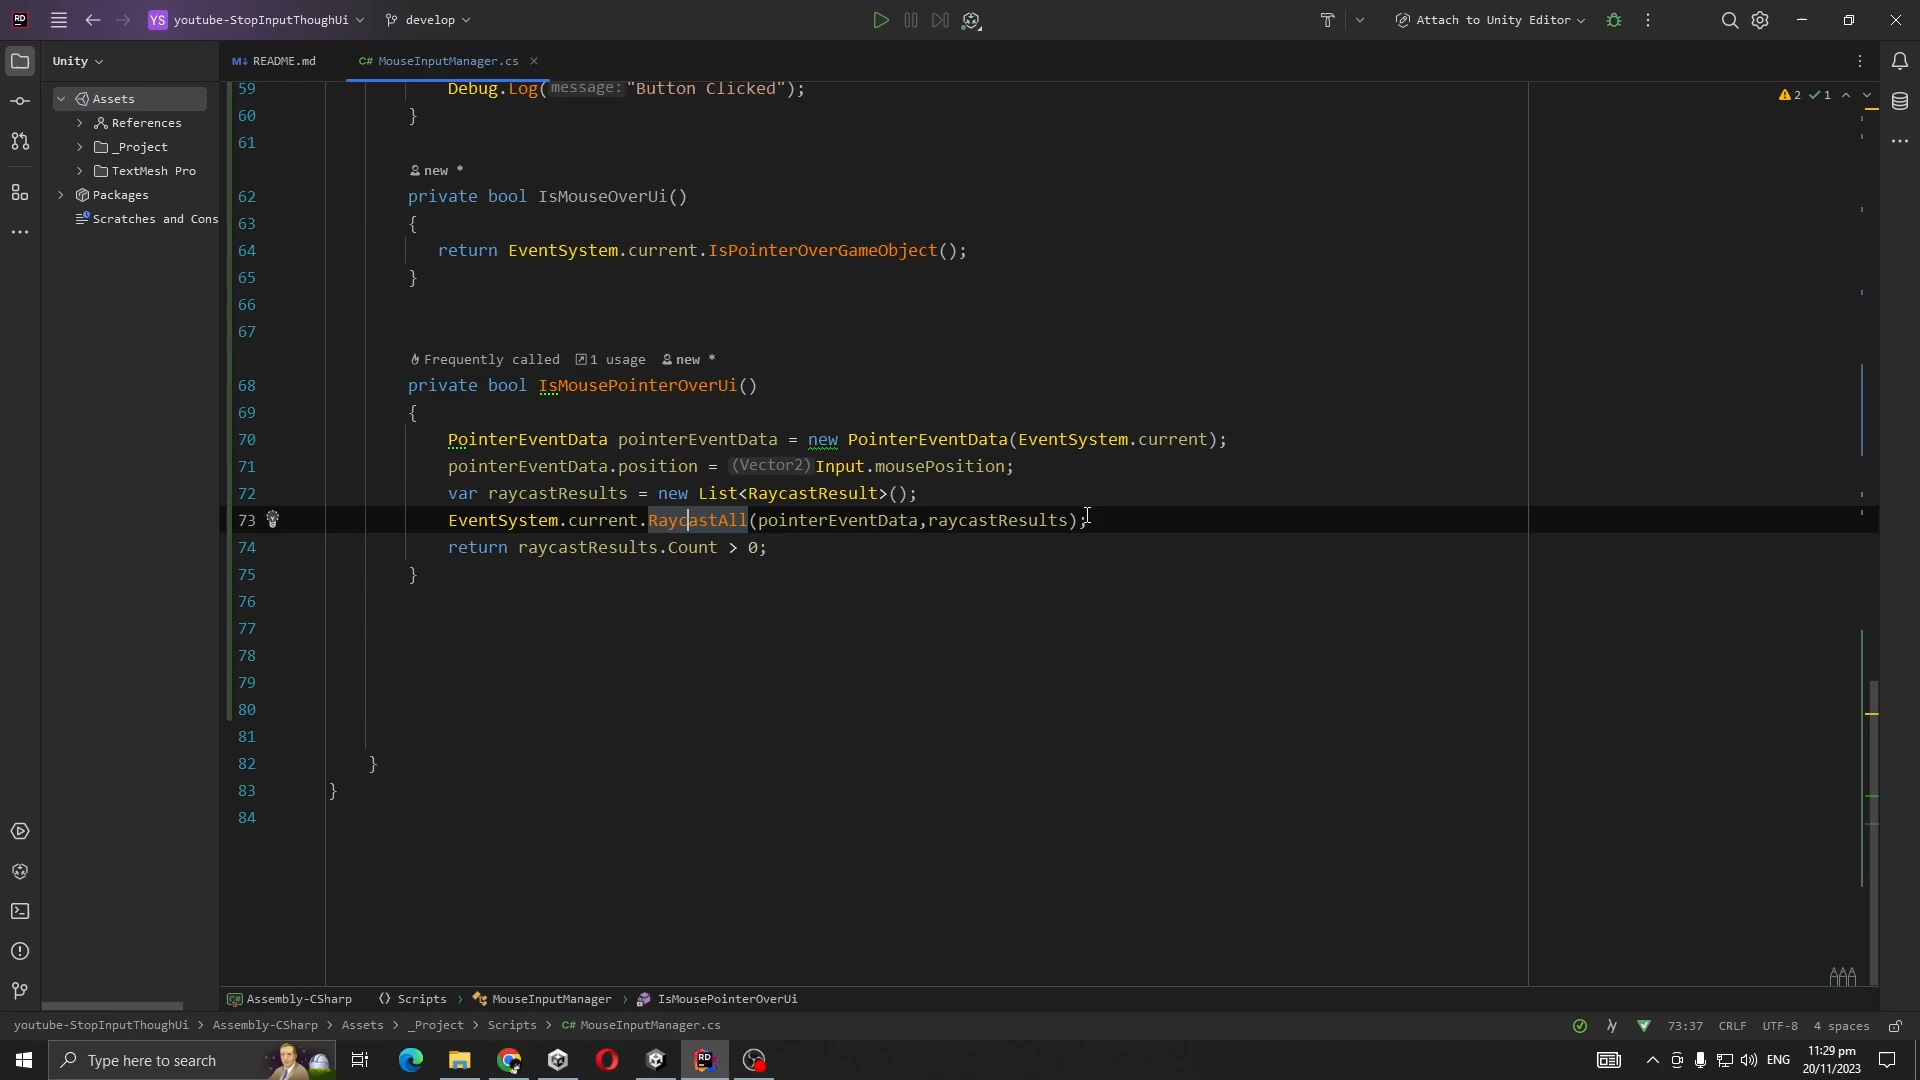 YS youtube-StopInputThoughUi
develop
Attach to Unity Editor
Unity
README.md
C# MouseInputManager.cs
Assets
References
_Project
TextMesh Pro
Packages
Scratches and Cons
2 1
59 Debug.Log(message:"Button Clicked");
60 }
61
new *
62 private bool IsMouseOverUi()
63 {
64 return EventSystem.current.IsPointerOverGameObject();
65 }
66
67
Frequently called 1 usage new *
68 private bool IsMousePointerOverUi()
69 {
70 PointerEventData pointerEventData = new PointerEventData(EventSystem.current);
71 pointerEventData.position = (Vector2)Input.mousePosition;
72 var raycastResults = new List<RaycastResult>();
73 EventSystem.current.RaycastAll(pointerEventData,raycastResults);
74 return raycastResults.Count > 0;
75 }
76
77
78
79
80
81
82 }
83 }
84
Assembly-CSharp {} Scripts › MouseInputManager › IsMousePointerOverUi
youtube-StopInputThoughUi > Assembly-CSharp > Assets > _Project > Scripts > C# MouseInputManager.cs
73:37 CRLF UTF-8 4 spaces
Type here to search
ENG
11:29 pm
20/11/2023